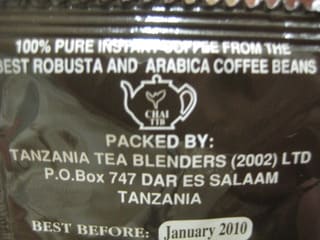 100% PURE INSTANT COFFEE FROM THE
BEST ROBUSTA AND ARABICA COFFEE BEANS
CHAI
TTB
PACKED BY:
TANZANIA TEA BLENDERS (2002) LTD
P.O.Box 747 DAR ES SALAAM
TANZANIA
BEST BEFORE: January 2010